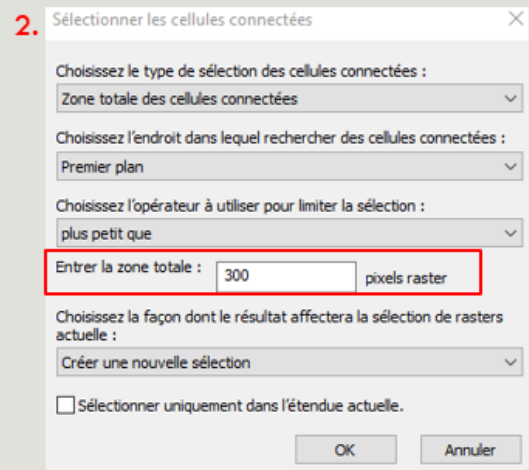 2.
Sélectionner les cellules connectées
Choisissez le type de sélection des cellules connectées :
Zone totale des cellules connectées
Choisissez l'endroit dans lequel rechercher des cellules connectées :
Premier plan
Choisissez l'opérateur à utiliser pour limiter la sélection :
plus petit que
Entrer la zone totale : 300 pixels raster
Choisissez la façon dont le résultat affectera la sélection de rasters
actuelle :
Créer une nouvelle sélection
Sélectionner uniquement dans l'étendue actuelle.
OK Annuler